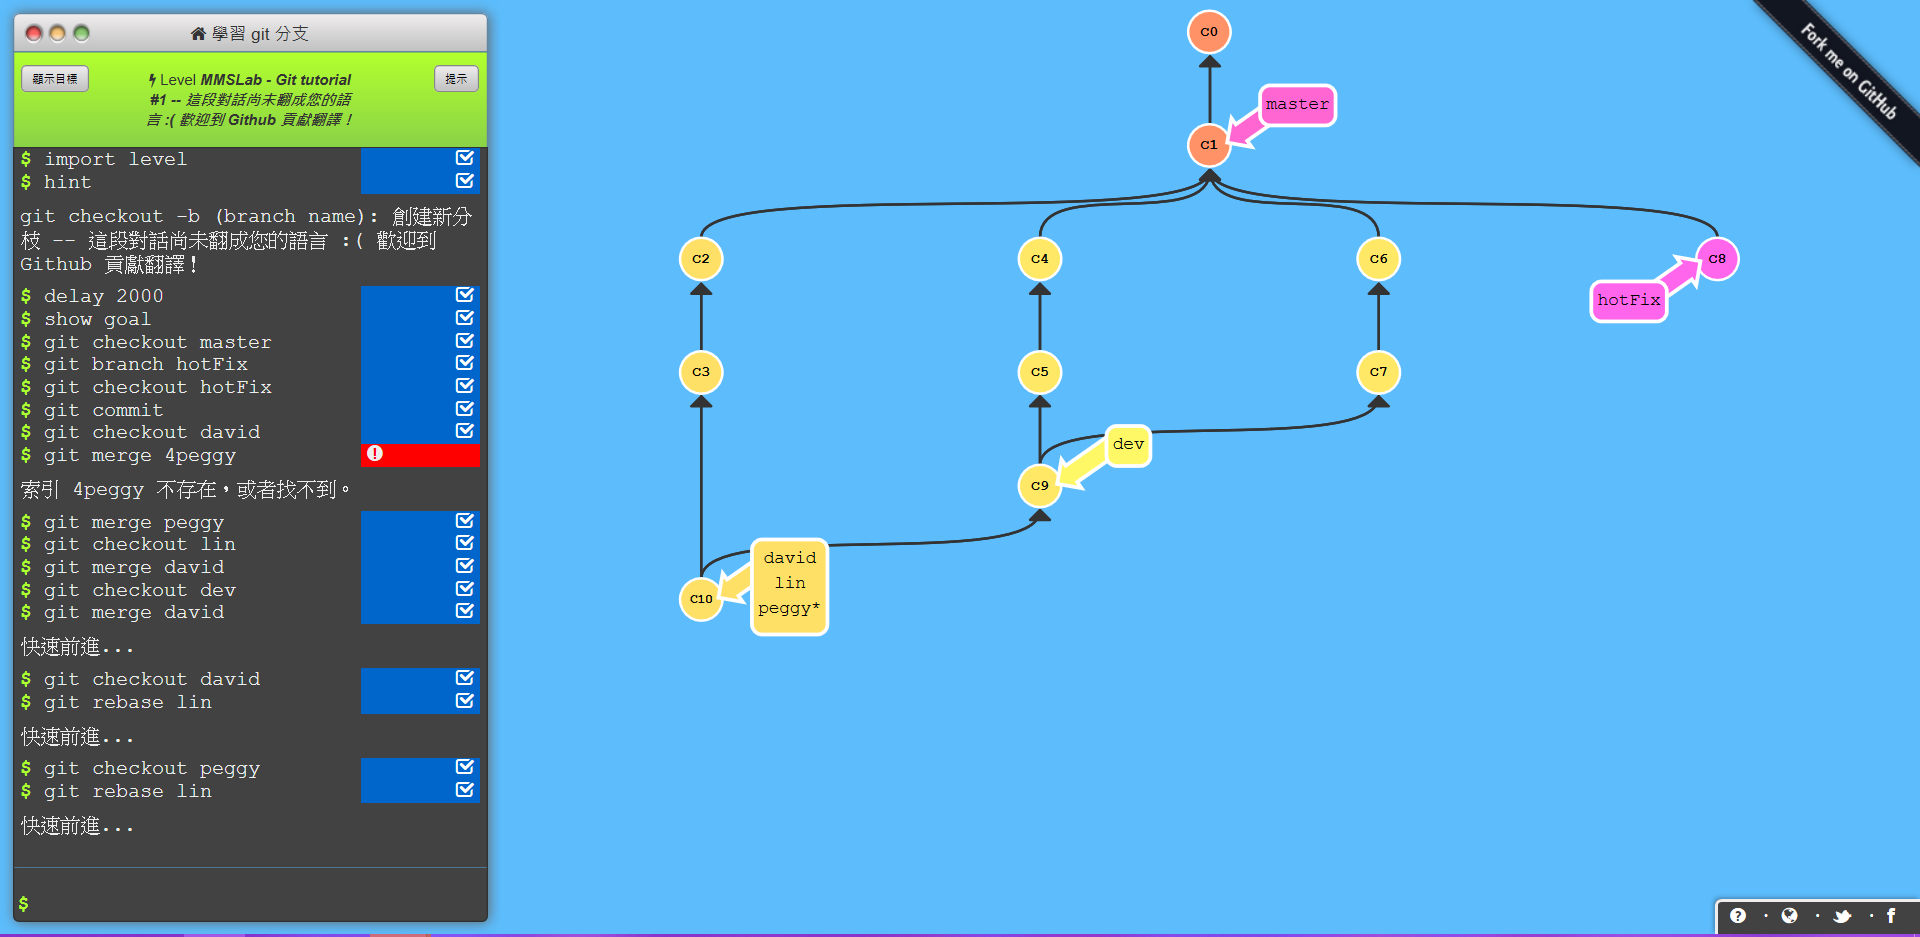 學習 git 分支
顯示目標
Level MMSLab - Git tutorial
#1 -- 這段對話尚未翻成您的語
言 :( 歡迎到 Github 貢獻翻譯！
提示
$ import level
$ hint
git checkout -b (branch name): 創建新分
枝 -- 這段對話尚未翻成您的語言 :( 歡迎到
Github 貢獻翻譯！
$ delay 2000
$ show goal
$ git checkout master
$ git branch hotFix
$ git checkout hotFix
$ git commit
$ git checkout david
$ git merge 4peggy
索引 4peggy 不存在，或者找不到。
$ git merge peggy
$ git checkout lin
$ git merge david
$ git checkout dev
$ git merge david
快速前進...
$ git checkout david
$ git rebase lin
快速前進...
$ git checkout peggy
$ git rebase lin
快速前進...
$
C0
master
C1
C2
C4
C6
C8
hotFix
C3
C5
C7
dev
C9
david
lin
peggy*
C10
Fork me on GitHub